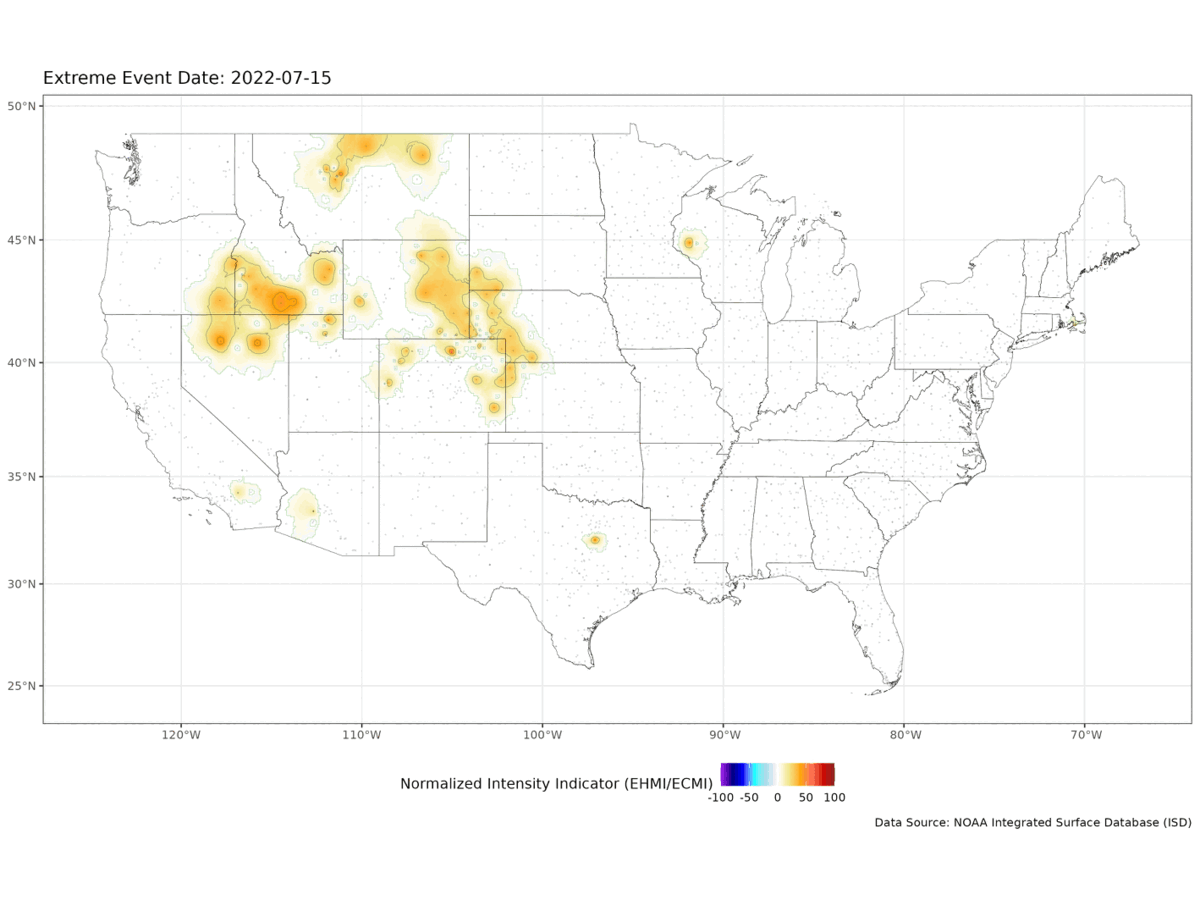 Extreme Event Date: 2022-07-15
50°N
45°N
40°N
35°N
30°N
25°N
120°W 110°W 100°W 90°W 80°W 70°W
Normalized Intensity Indicator (EHMI/ECMI)
-100 -50 0 50 100
Data Source: NOAA Integrated Surface Database (ISD)